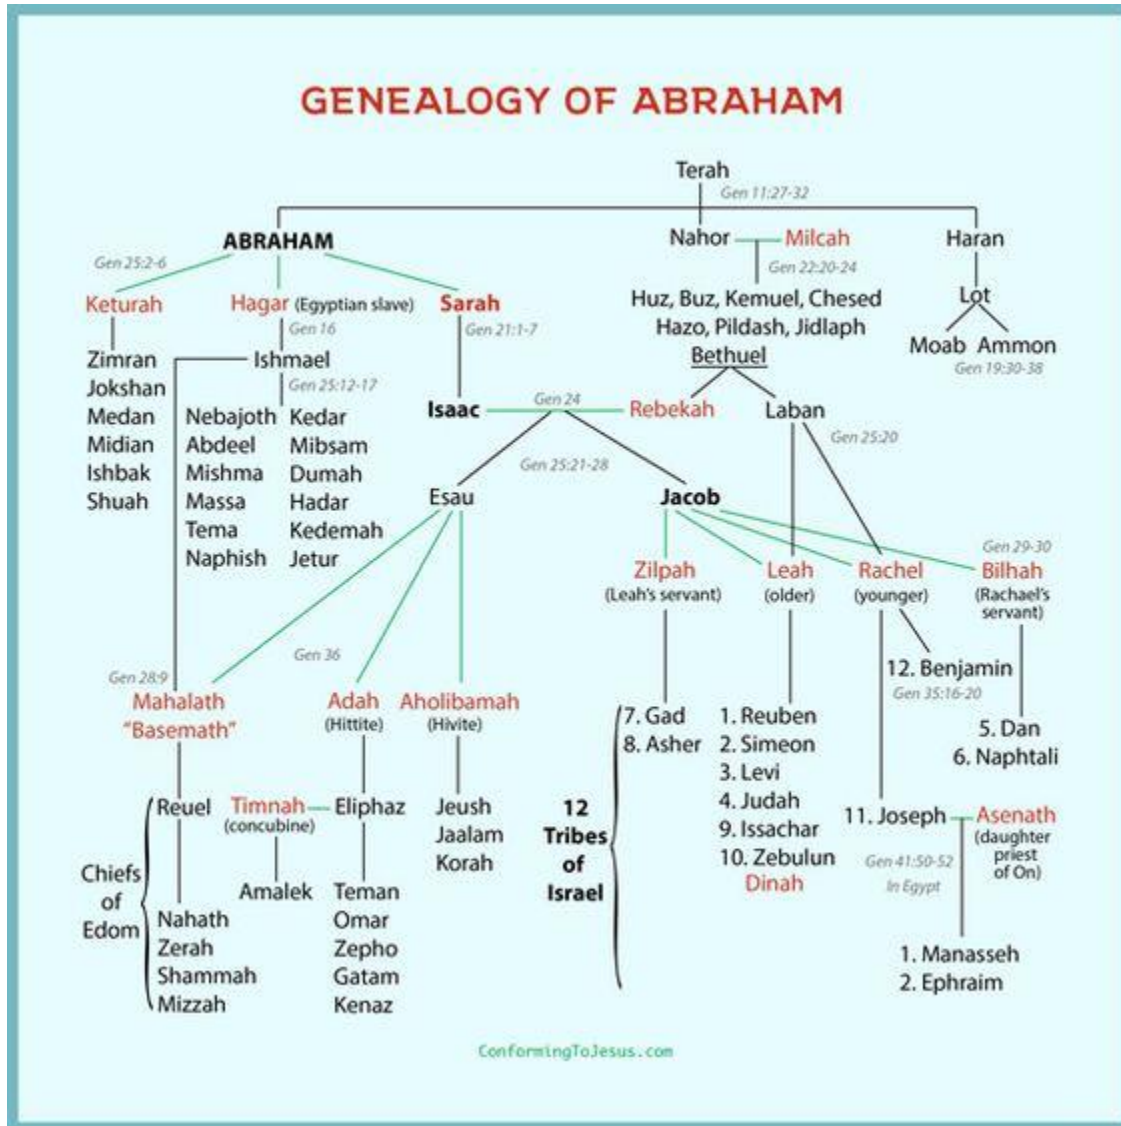 GENEALOGY OF ABRAHAM
Terah
Gen 11:27-32
ABRAHAM
Nahor
Milcah
Haran
Gen 25:2-6
Gen 22:20-24
Keturah
Hagar (Egyptian slave)
Sarah
Huz, Buz, Kemuel, Chesed
Hazo, Pildash, Jidlaph
Bethuel
Lot
Gen 16
Gen 21:1-7
Moab Ammon
Gen 19:30-38
Zimran
Jokshan
Medan
Midian
Ishbak
Shuah
Ishmael
Gen 25:12-17
Nebajoth
Abdeel
Mishma
Massa
Tema
Naphish
Kedar
Mibsam
Dumah
Hadar
Kedemah
Jetur
Isaac
Gen 24
Rebekah
Laban
Gen 25:20
Gen 25:21-28
Esau
Jacob
Gen 29-30
Zilpah
(Leah's servant)
Leah
(older)
Rachel
(younger)
Bilhah
(Rachael's
servant)
Gen 36
Gen 28:9
Mahalath
"Basemath"
Adah
(Hittite)
Aholibamah
(Hivite)
12. Benjamin
Gen 35:16-20
7. Gad
8. Asher
1. Reuben
2. Simeon
3. Levi
4. Judah
9. Issachar
10. Zebulun
Dinah
5. Dan
6. Naphtali
12
Tribes
of
Israel
Chiefs
of
Edom
Reuel
Timnah
(concubine)
Eliphaz
Jeush
Jaalam
Korah
11. Joseph
Asenath
(daughter
priest
of On)
Gen 41:50-52
In Egypt
Amalek
Nahath
Zerah
Shammah
Mizzah
Teman
Omar
Zepho
Gatam
Kenaz
1. Manasseh
2. Ephraim
ConformingToJesus.com